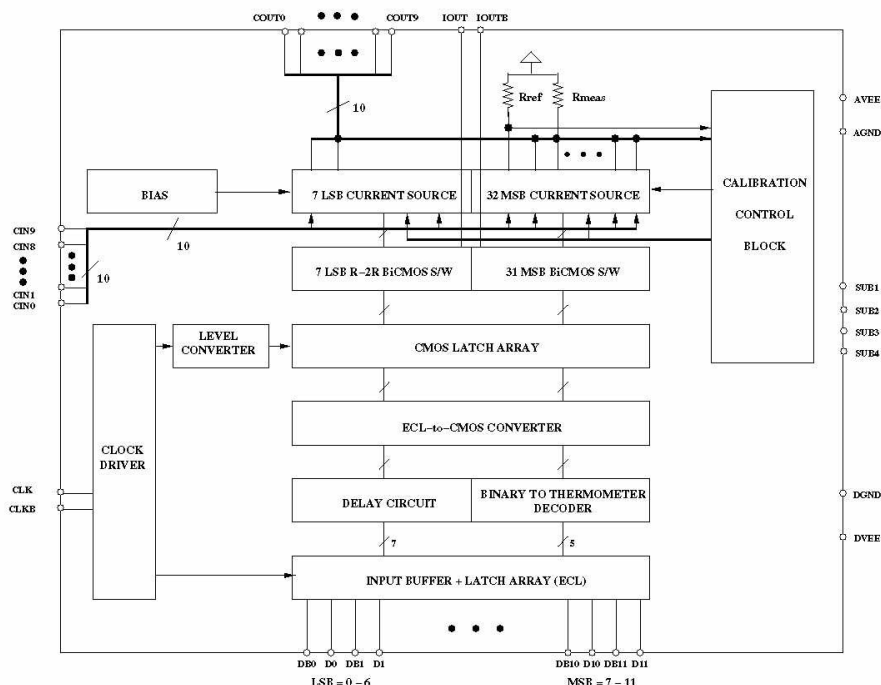 COUT0 COUT9 IOUT IOUTB
10
Rref Rmeas
AVEE
AGND
BIAS
7 LSB CURRENT SOURCE
32 MSB CURRENT SOURCE
CALIBRATION
CONTROL
BLOCK
CIN9
CIN8
CIN1
CIN0
10
10
7 LSB R-2R BiCMOS S/W
31 MSB BiCMOS S/W
SUB1
SUB2
SUB3
SUB4
LEVEL
CONVERTER
CMOS LATCH ARRAY
ECL-to-CMOS CONVERTER
CLOCK
DRIVER
CLK
CLKB
DELAY CIRCUIT
BINARY TO THERMOMETER
DECODER
DGND
DVEE
7
5
INPUT BUFFER + LATCH ARRAY (ECL)
DB0 D0 DB1 D1 DB10 D10 DB11 D11
LSB = 0 - 6 MSB = 7 - 11